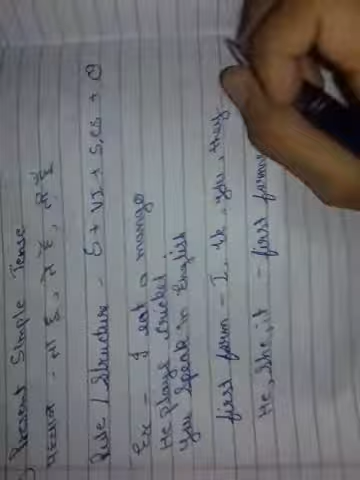 Present Simple Tense
पहचान - ता है, ते हैं, ती है
Rule / Structure - S + V1 + S, es + O
Ex - I eat a mango
He plays cricket
You speak in English
first form - I, we, you, they
He, she, it - first form